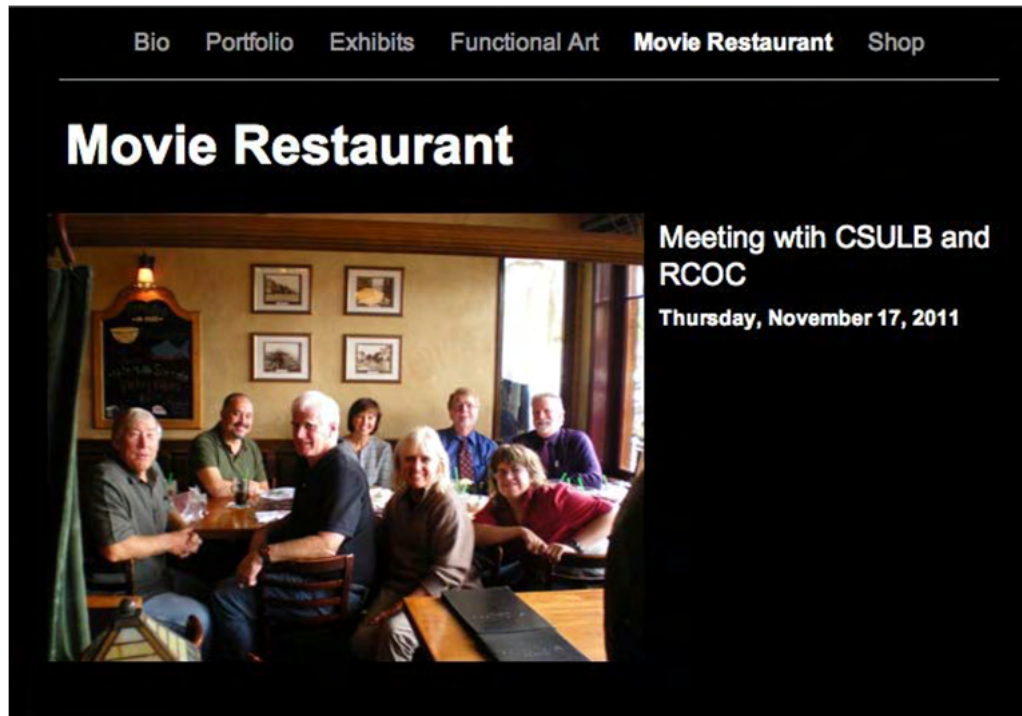 Bio Portfolio Exhibits Functional Art Movie Restaurant Shop
Movie Restaurant
Meeting wtih CSULB and
RCOC
Thursday, November 17, 2011